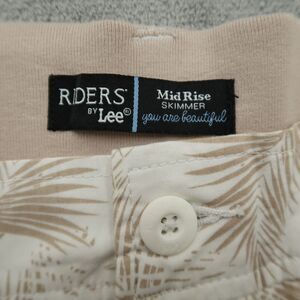 RIDERS
BY Lee®
Mid Rise
SKIMMER
you are beautiful